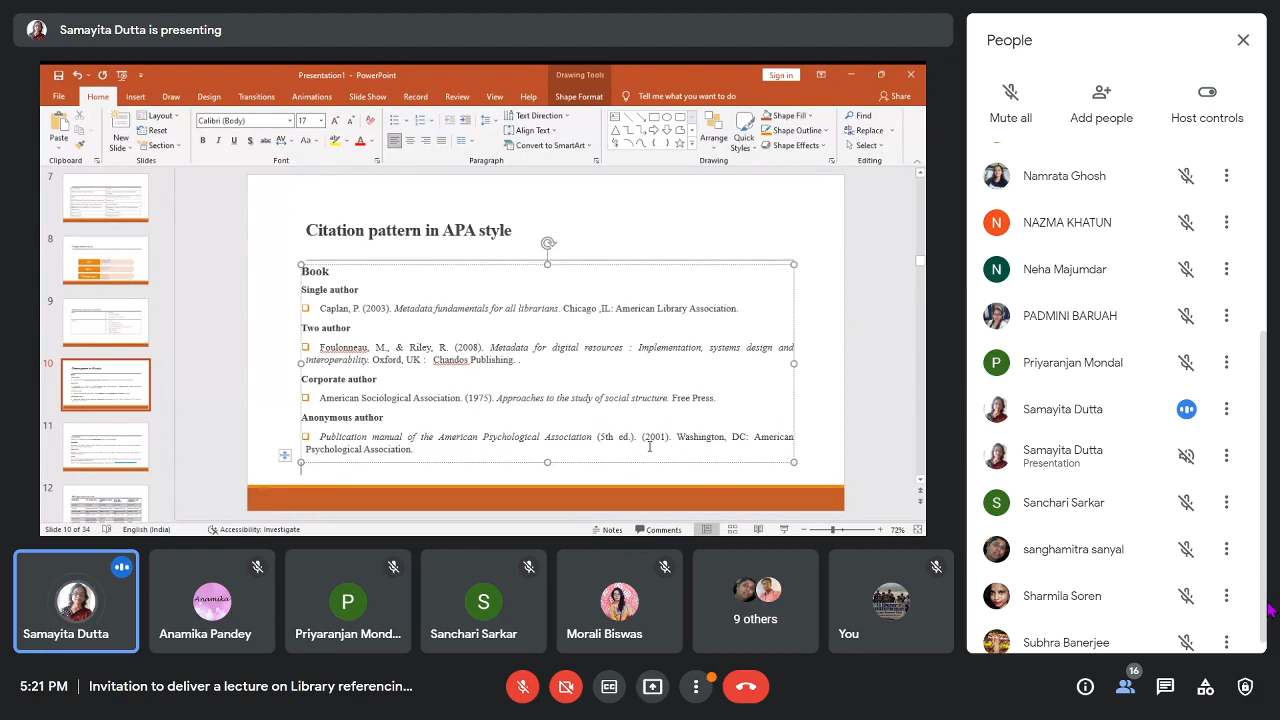 Samayita Dutta is presenting
Presentation1 - PowerPoint
Drawing Tools
Sign in
File Home Insert Draw Design Transitions Animations Slide Show Record Review View Help Shape Format Tell me what you want to do Share
Paste
Clipboard
New Slide
Layout
Reset
Section
Slides
Calibri (Body) 17
Font
Paragraph
Text Direction
Align Text
Convert to SmartArt
Arrange
Quick Styles
Shape Fill
Shape Outline
Shape Effects
Drawing
Find
Replace
Select
Editing
7
8
9
10
11
12
Citation pattern in APA style
Book
Single author
Caplan, P. (2003). Metadata fundamentals for all librarians. Chicago ,IL: American Library Association.
Two author
Foulonneau, M., & Riley, R. (2008). Metadata for digital resources : Implementation, systems design and
interoperability. Oxford, UK : Chandos Publishing. .
Corporate author
American Sociological Association. (1975). Approaches to the study of social structure. Free Press.
Anonymous author
Publication manual of the American Psychological Association (5th ed.). (2001). Washington, DC: American
Psychological Association.
Slide 10 of 34 English (India) Accessibility: Investigate Notes Comments 72%
Samayita Dutta
Anamika
Anamika Pandey
P
Priyaranjan Mond...
S
Sanchari Sarkar
Morali Biswas
9 others
You
5:21 PM | Invitation to deliver a lecture on Library referencin...
People
Mute all
Add people
Host controls
Namrata Ghosh
N NAZMA KHATUN
N Neha Majumdar
PADMINI BARUAH
P Priyaranjan Mondal
Samayita Dutta
Samayita Dutta
Presentation
S Sanchari Sarkar
sanghamitra sanyal
Sharmila Soren
Subhra Banerjee
16